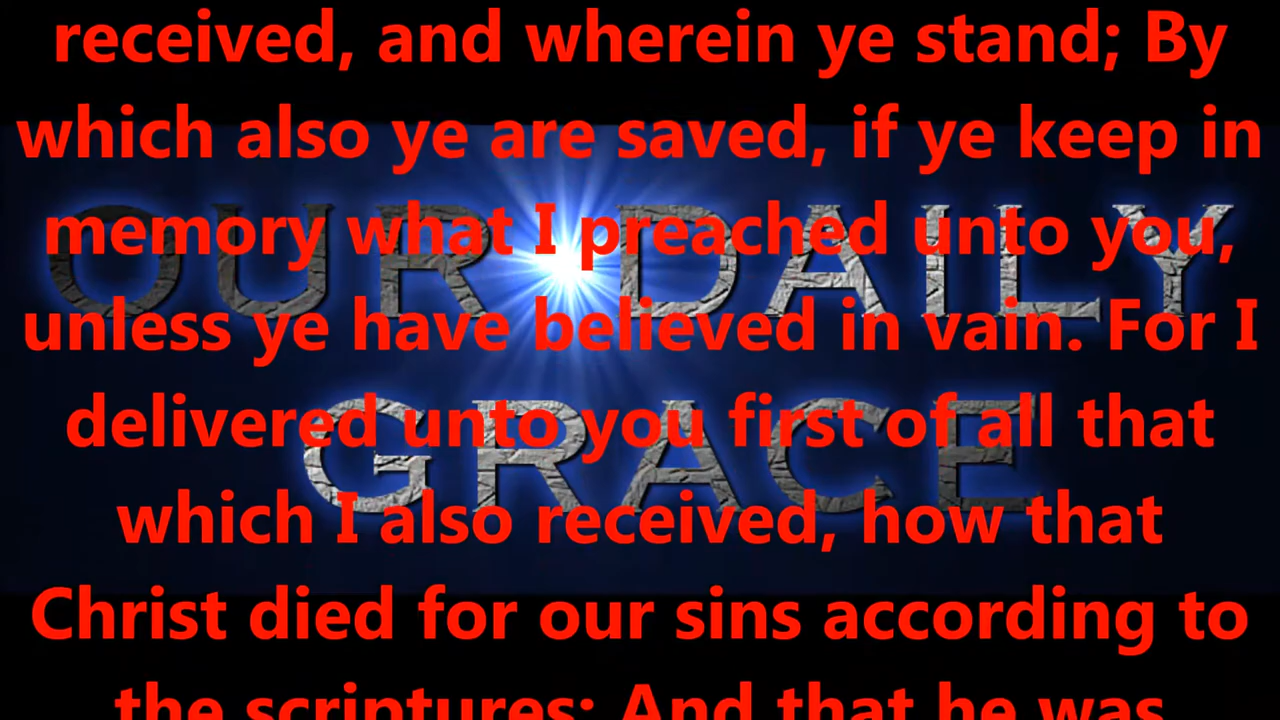 received, and wherein ye stand; By
which also ye are saved, if ye keep in
memory what I preached unto you,
unless ye have believed in vain. For I
delivered unto you first of all that
which I also received, how that
Christ died for our sins according to
the scriptures; And that he was
OUR DAILY
GRACE